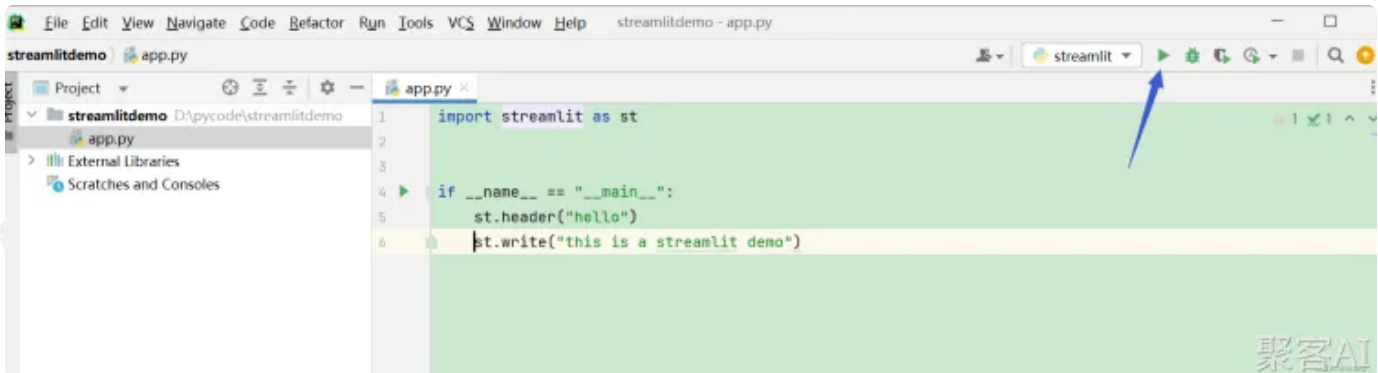 File Edit View Navigate Code Refactor Run Tools VCS Window Help streamlitdemo - app.py
streamlitdemo app.py streamlit
Project Project app.py
streamlitdemo D:\pycode\streamlitdemo
app.py
External Libraries
Scratches and Consoles
1 import streamlit as st 1 1
2
3
4 if __name__ == "__main__":
5 st.header("hello")
6 st.write("this is a streamlit demo")
聚客AI